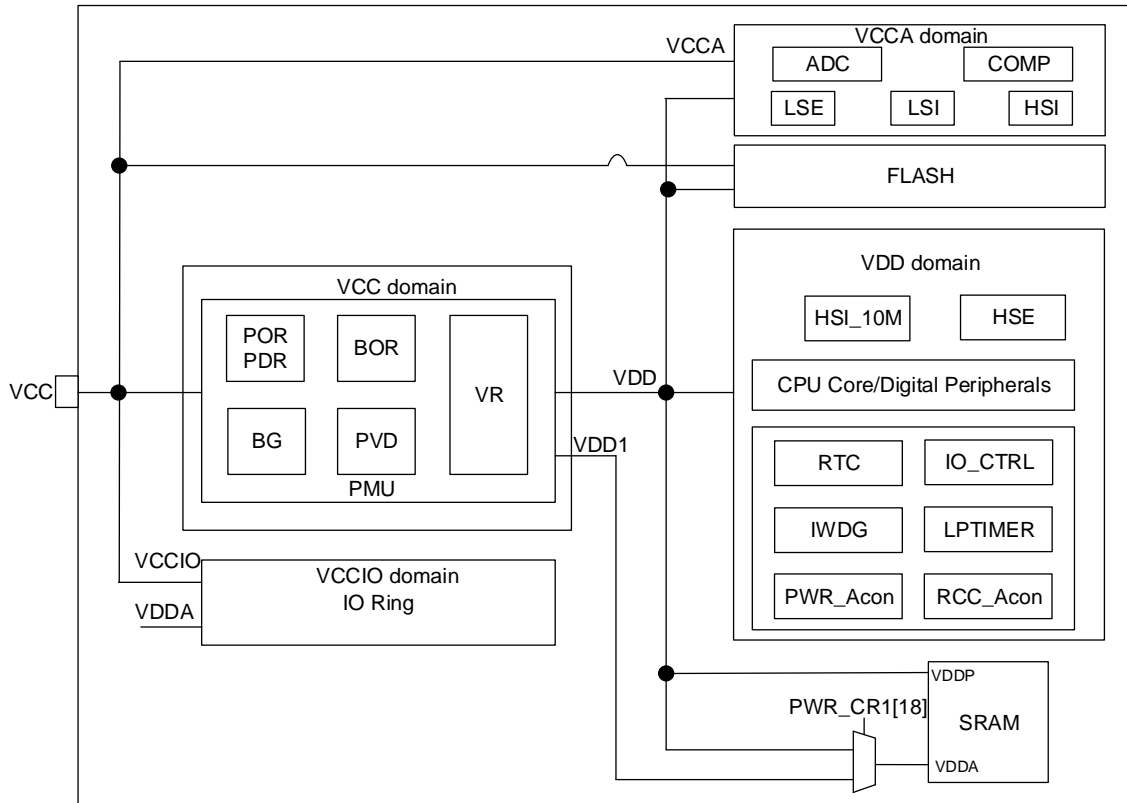 VCCA domain
VCCA
ADC
COMP
LSE
LSI
HSI
FLASH
VCC domain
POR
PDR
BOR
VR
BG
PVD
PMU
VCC
VDD
VDD1
VDD domain
HSI_10M
HSE
CPU Core/Digital Peripherals
RTC
IO_CTRL
IWDG
LPTIMER
PWR_Acon
RCC_Acon
VCCIO
VDDA
VCCIO domain
IO Ring
PWR_CR1[18]
VDDP
SRAM
VDDA